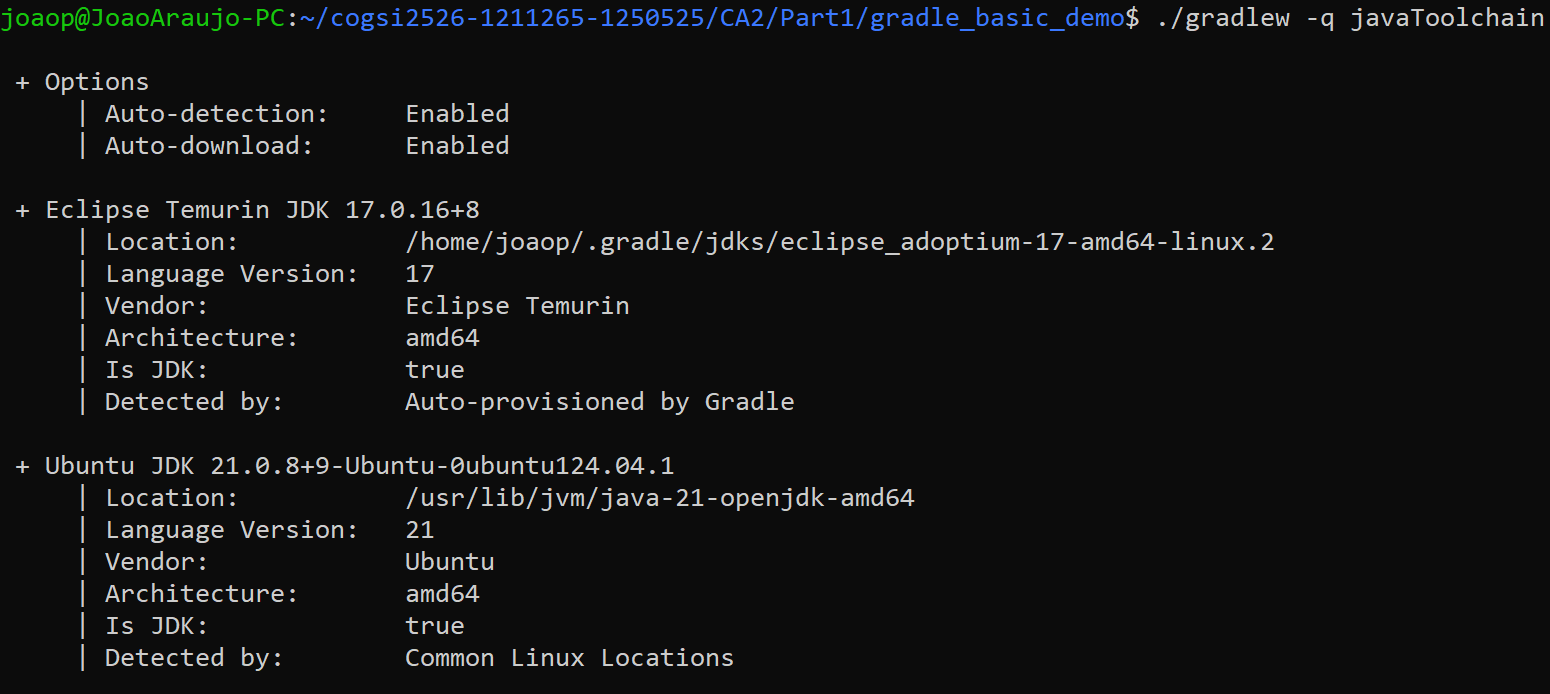 joaop@JoaoAraujo-PC:~/cogsi2526-1211265-1250525/CA2/Part1/gradle_basic_demo$ ./gradlew -q javaToolchain
+ Options
| Auto-detection: Enabled
| Auto-download: Enabled
+ Eclipse Temurin JDK 17.0.16+8
| Location: /home/joaop/.gradle/jdks/eclipse_adoptium-17-amd64-linux.2
| Language Version: 17
| Vendor: Eclipse Temurin
| Architecture: amd64
| Is JDK: true
| Detected by: Auto-provisioned by Gradle
+ Ubuntu JDK 21.0.8+9-Ubuntu-0ubuntu124.04.1
| Location: /usr/lib/jvm/java-21-openjdk-amd64
| Language Version: 21
| Vendor: Ubuntu
| Architecture: amd64
| Is JDK: true
| Detected by: Common Linux Locations